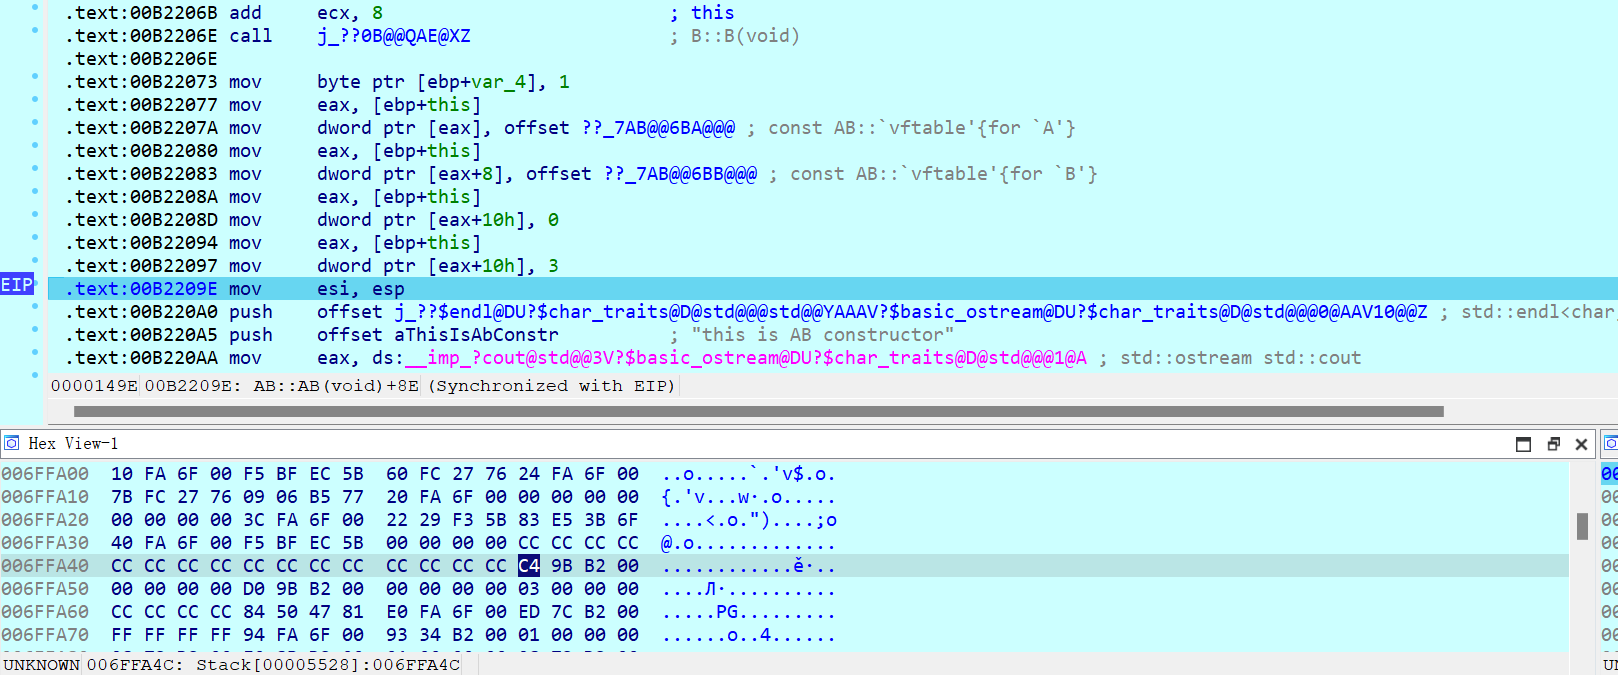 .text:00B2206B add     ecx, 8                          ; this
.text:00B2206E call    j_??0B@@QAE@XZ                  ; B::B(void)
.text:00B2206E
.text:00B22073 mov     byte ptr [ebp+var_4], 1
.text:00B22077 mov     eax, [ebp+this]
.text:00B2207A mov     dword ptr [eax], offset ??_7AB@@6BA@@@ ; const AB::`vftable'{for `A'}
.text:00B22080 mov     eax, [ebp+this]
.text:00B22083 mov     dword ptr [eax+8], offset ??_7AB@@6BB@@@ ; const AB::`vftable'{for `B'}
.text:00B2208A mov     eax, [ebp+this]
.text:00B2208D mov     dword ptr [eax+10h], 0
.text:00B22094 mov     eax, [ebp+this]
.text:00B22097 mov     dword ptr [eax+10h], 3
EIP .text:00B2209E mov     esi, esp
.text:00B220A0 push    offset j_??$endl@DU?$char_traits@D@std@@@std@@YAAAV?$basic_ostream@DU?$char_traits@D@std@@@0@AAV10@@Z ; std::endl<char,
.text:00B220A5 push    offset aThisIsAbConstr          ; "this is AB constructor"
.text:00B220AA mov     eax, ds:__imp_?cout@std@@3V?$basic_ostream@DU?$char_traits@D@std@@@1@A ; std::ostream std::cout
0000149E 00B2209E: AB::AB(void)+8E (Synchronized with EIP)
Hex View-1
006FFA00  10 FA 6F 00 F5 BF EC 5B  60 FC 27 76 24 FA 6F 00  ..o.....`.'v$.o.
006FFA10  7B FC 27 76 09 06 B5 77  20 FA 6F 00 00 00 00 00  {.'v...w·.o.....
006FFA20  00 00 00 00 3C FA 6F 00  22 29 F3 5B 83 E5 3B 6F  ....<.o.")....;o
006FFA30  40 FA 6F 00 F5 BF EC 5B  00 00 00 00 CC CC CC CC  @.o.............
006FFA40  CC CC CC CC CC CC CC CC  CC CC CC CC C4 9B B2 00  ............ě·..
006FFA50  00 00 00 00 D0 9B B2 00  00 00 00 00 03 00 00 00  ....Л·..........
006FFA60  CC CC CC CC 84 50 47 81  E0 FA 6F 00 ED 7C B2 00  .....PG.........
006FFA70  FF FF FF FF 94 FA 6F 00  93 34 B2 00 01 00 00 00  ......o..4......
UNKNOWN 006FFA4C: Stack[00005528]:006FFA4C